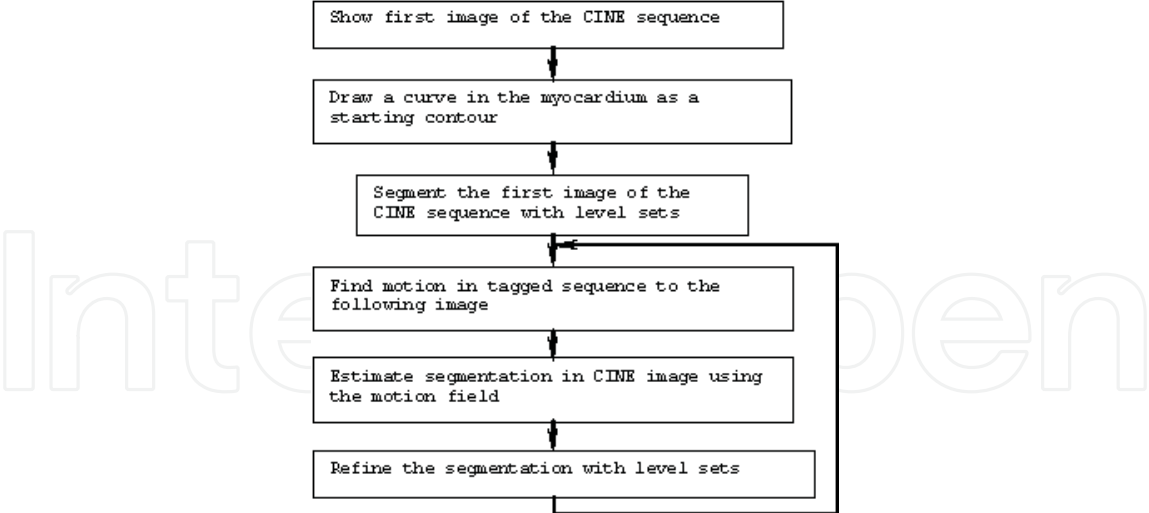 Show first image of the CINE sequence
Draw a curve in the myocardium as a
starting contour
Segment the first image of the
CINE sequence with level sets
Find motion in tagged sequence to the
following image
Estimate segmentation in CINE image using
the motion field
Refine the segmentation with level sets